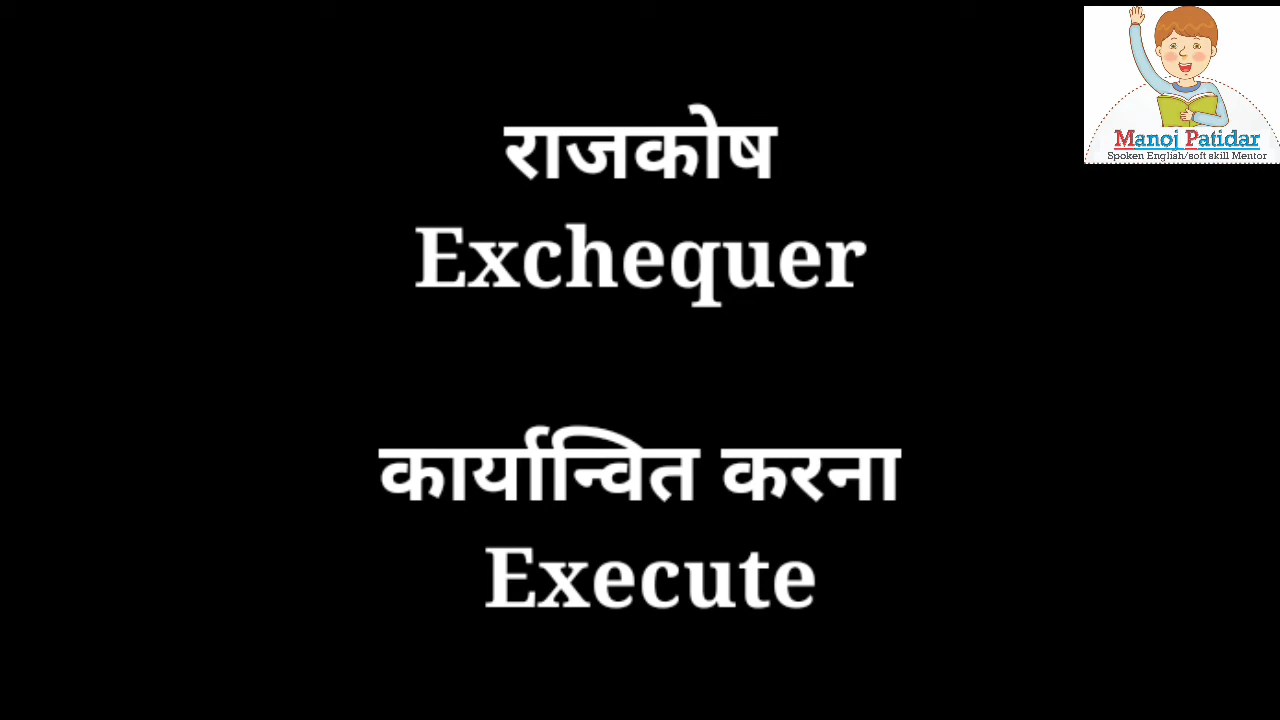 राजकोष
Exchequer
कार्यान्वित करना
Execute
Manoj Patidar
Spoken English/soft skill Mentor